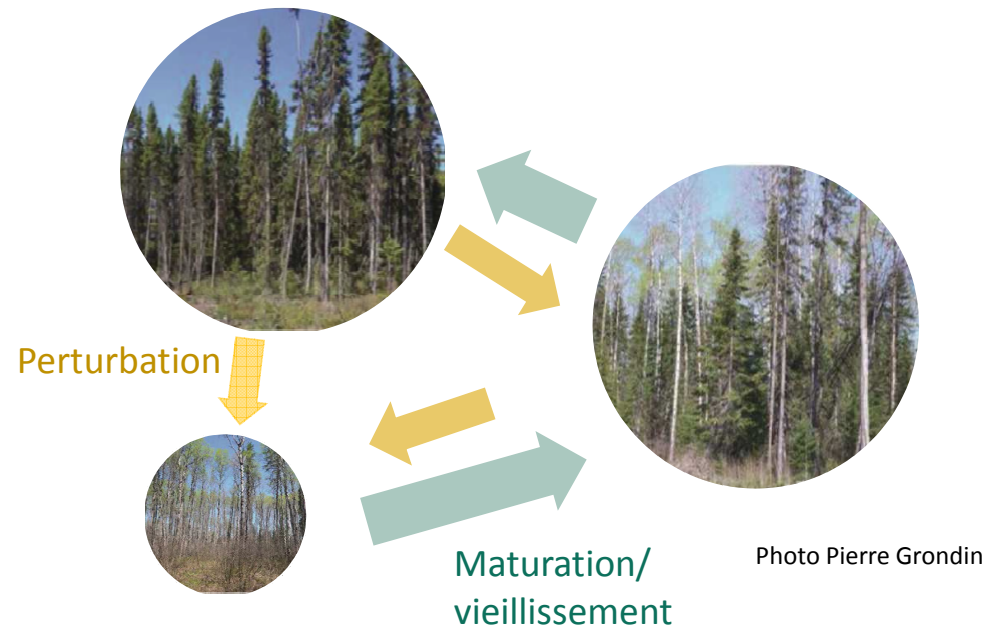 Perturbation
Maturation/
vieillissement
Photo Pierre Grondin